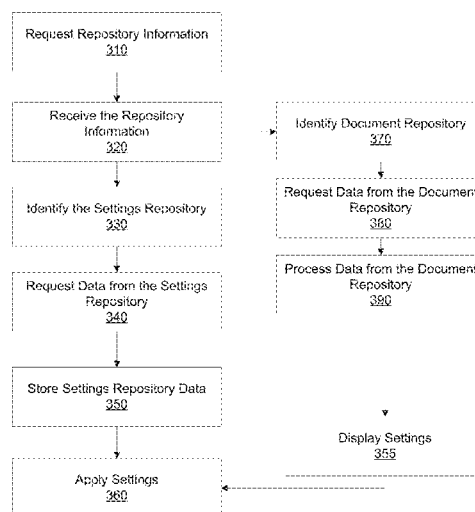 Request Repository Information
310
Receive the Repository
Information
320
Identify the Settings Repository
330
Request Data from the Settings
Repository
340
Store Settings Repository Data
350
Apply Settings
360
Identify Document Repository
370
Request Data from the Document
Repository
380
Process Data from the Document
Repository
390
Display Settings
355